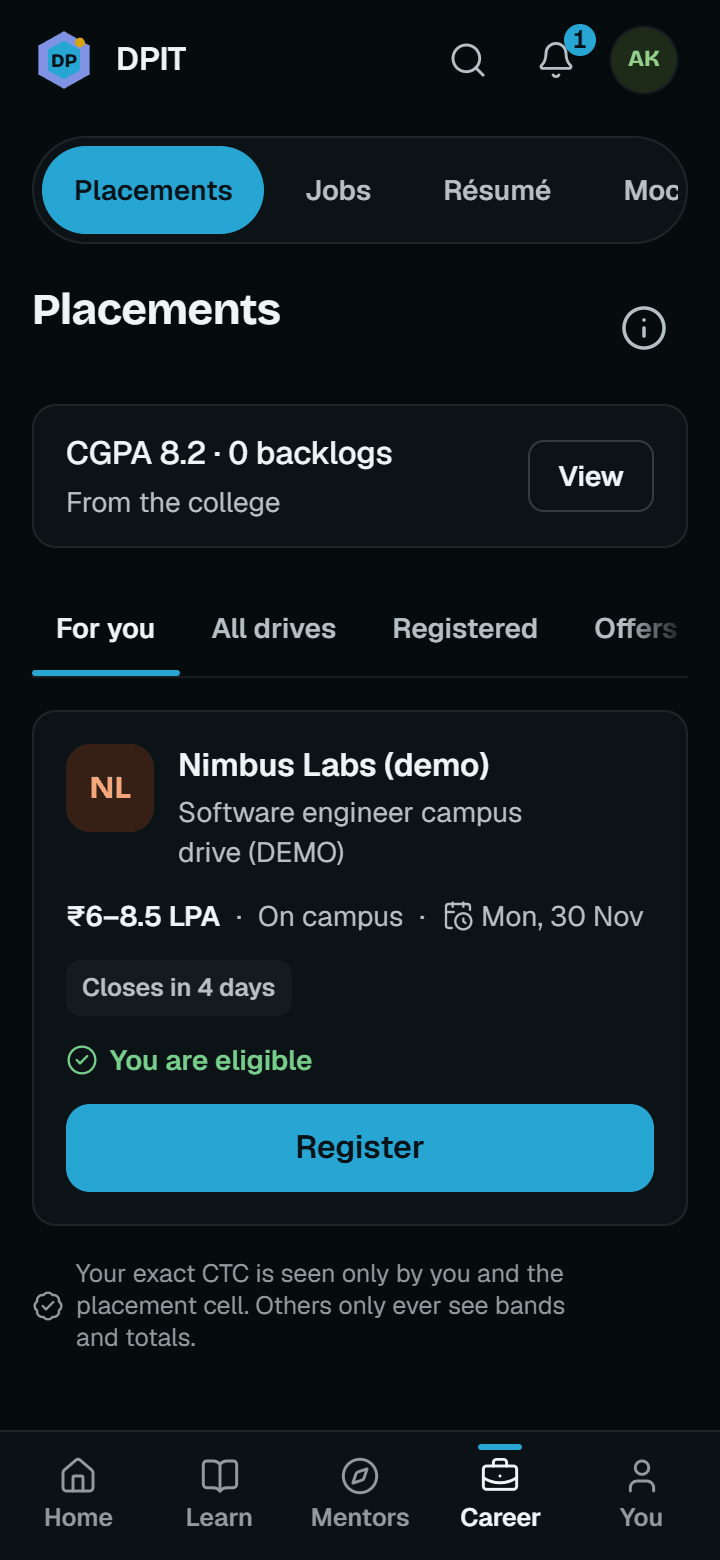 DP
DPIT
1
AK
Placements
Jobs
Résumé
Moc
Placements
CGPA 8.2 · 0 backlogs
From the college
View
For you
All drives
Registered
Offers
NL
Nimbus Labs (demo)
Software engineer campus
drive (DEMO)
₹6–8.5 LPA · On campus · Mon, 30 Nov
Closes in 4 days
You are eligible
Register
Your exact CTC is seen only by you and the
placement cell. Others only ever see bands
and totals.
Home
Learn
Mentors
Career
You